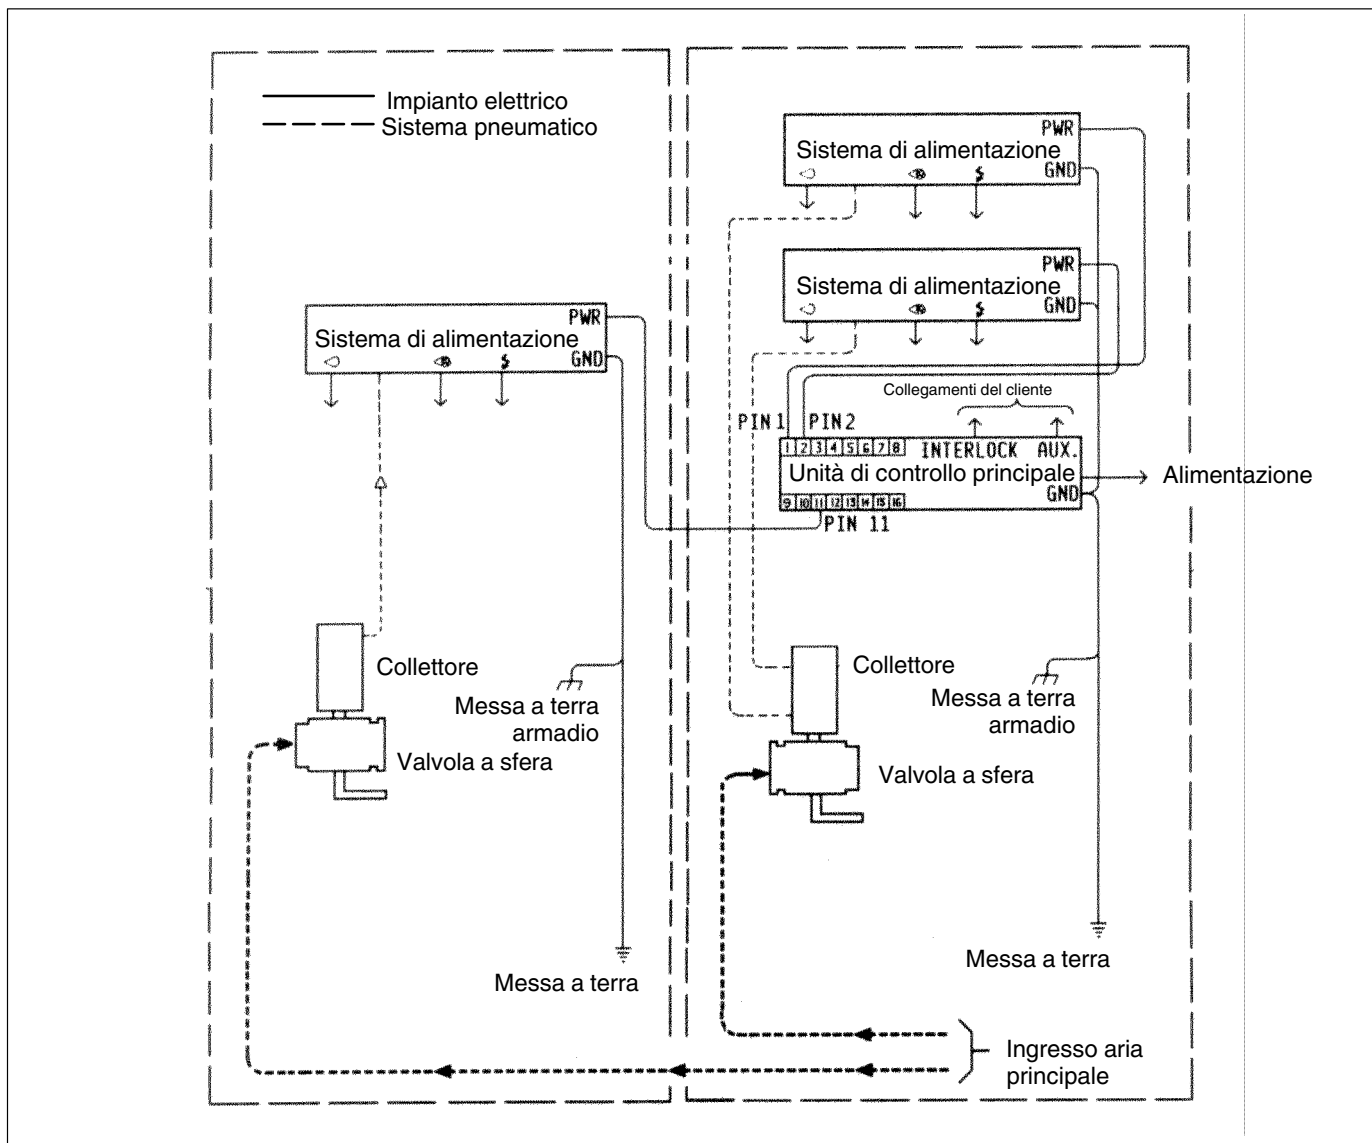 Impianto elettrico
Sistema pneumatico
PWR
Sistema di alimentazione
GND
PWR
Sistema di alimentazione
GND
PWR
Sistema di alimentazione
GND
Collegamenti del cliente
PIN 1 PIN 2
1 2 3 4 5 6 7 8 INTERLOCK AUX.
Unità di controllo principale
Alimentazione
GND
9 10 11 12 13 14 15 16
PIN 11
Collettore
Messa a terra
armadio
Valvola a sfera
Collettore
Messa a terra
armadio
Valvola a sfera
Messa a terra
Messa a terra
Ingresso aria
principale